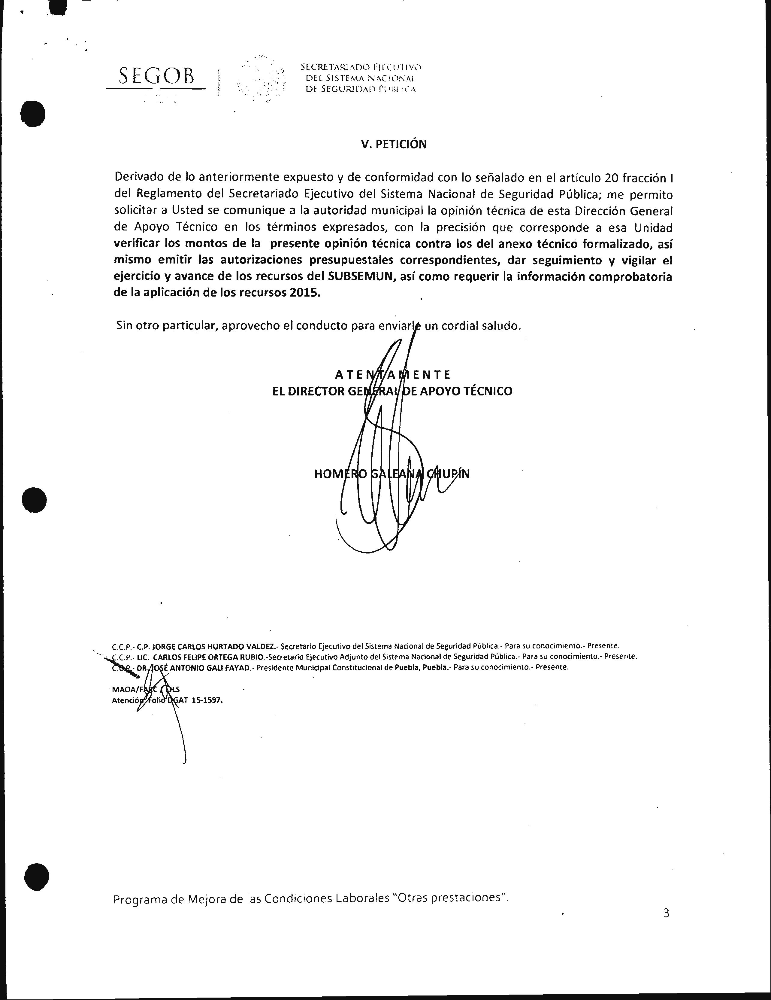 SEGOB
SECRETARIADO EJECUTIVO
DEL SISTEMA NACIONAL
DE SEGURIDAD PÚBLICA
V. PETICIÓN
Derivado de lo anteriormente expuesto y de conformidad con lo señalado en el artículo 20 fracción I
del Reglamento del Secretariado Ejecutivo del Sistema Nacional de Seguridad Pública; me permito
solicitar a Usted se comunique a la autoridad municipal la opinión técnica de esta Dirección General
de Apoyo Técnico en los términos expresados, con la precisión que corresponde a esa Unidad
verificar los montos de la presente opinión técnica contra los del anexo técnico formalizado, así
mismo emitir las autorizaciones presupuestales correspondientes, dar seguimiento y vigilar el
ejercicio y avance de los recursos del SUBSEMUN, así como requerir la información comprobatoria
de la aplicación de los recursos 2015.
Sin otro particular, aprovecho el conducto para enviarle un cordial saludo.
A T E N T A M E N T E
EL DIRECTOR GENERAL DE APOYO TÉCNICO
HOMERO GALEANA CHUPÍN
C.C.P.- C.P. JORGE CARLOS HURTADO VALDEZ.- Secretario Ejecutivo del Sistema Nacional de Seguridad Pública.- Para su conocimiento.- Presente.
C.C.P.- LIC. CARLOS FELIPE ORTEGA RUBIO.-Secretario Ejecutivo Adjunto del Sistema Nacional de Seguridad Pública.- Para su conocimiento.- Presente.
C.C.P.- DR. JOSÉ ANTONIO GALI FAYAD.- Presidente Municipal Constitucional de Puebla, Puebla.- Para su conocimiento.- Presente.
MAOA/FABC / DLS
Atención: Folio DGAT 15-1597.
Programa de Mejora de las Condiciones Laborales "Otras prestaciones".
3